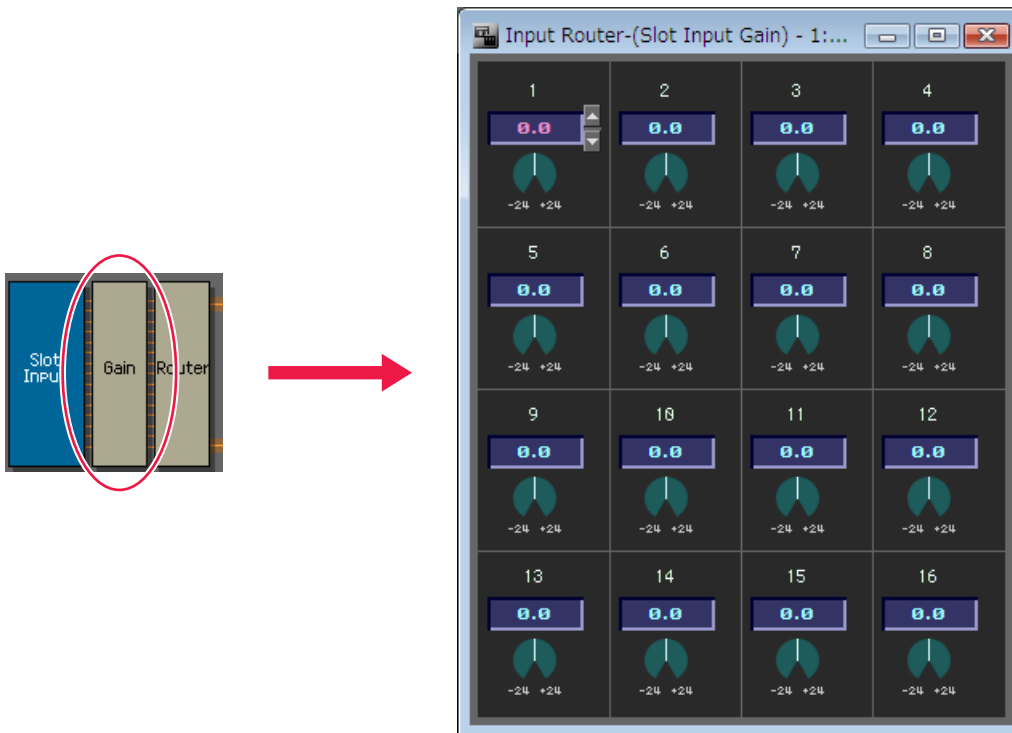 Input Router-(Slot Input Gain) - 1:...
1 2 3 4
0.0 0.0 0.0 0.0
-24 +24 -24 +24 -24 +24 -24 +24
5 6 7 8
0.0 0.0 0.0 0.0
-24 +24 -24 +24 -24 +24 -24 +24
Slot
Input
Gain
Router
9 10 11 12
0.0 0.0 0.0 0.0
-24 +24 -24 +24 -24 +24 -24 +24
13 14 15 16
0.0 0.0 0.0 0.0
-24 +24 -24 +24 -24 +24 -24 +24